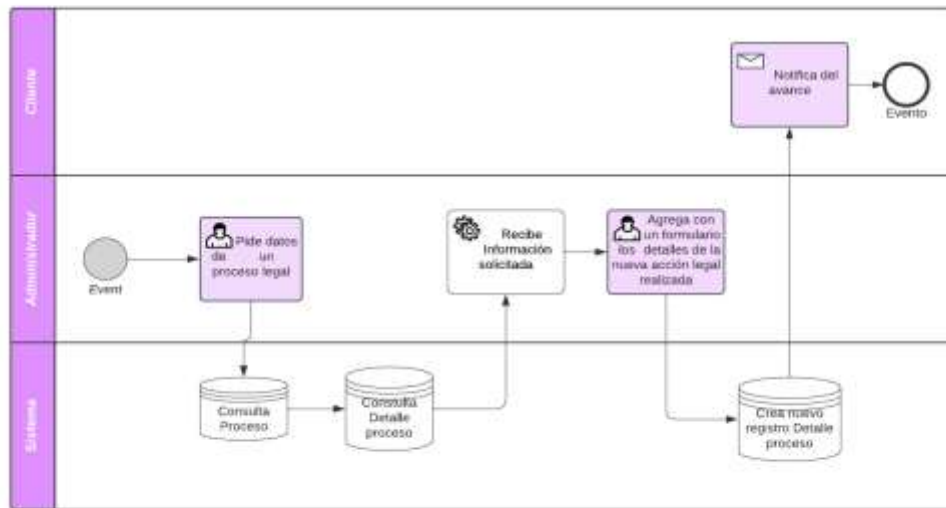 Cliente
Notifica del
avance
Evento
Administrador
Event
Pide datos
de un
proceso legal
Recibe
Información
solicitada
Agrega con
un formulario
los detalles de la
nueva acción legal
realizada
Sistema
Consulta
Proceso
Constulta
Detalle
proceso
Crea nuevo
registro Detalle
proceso